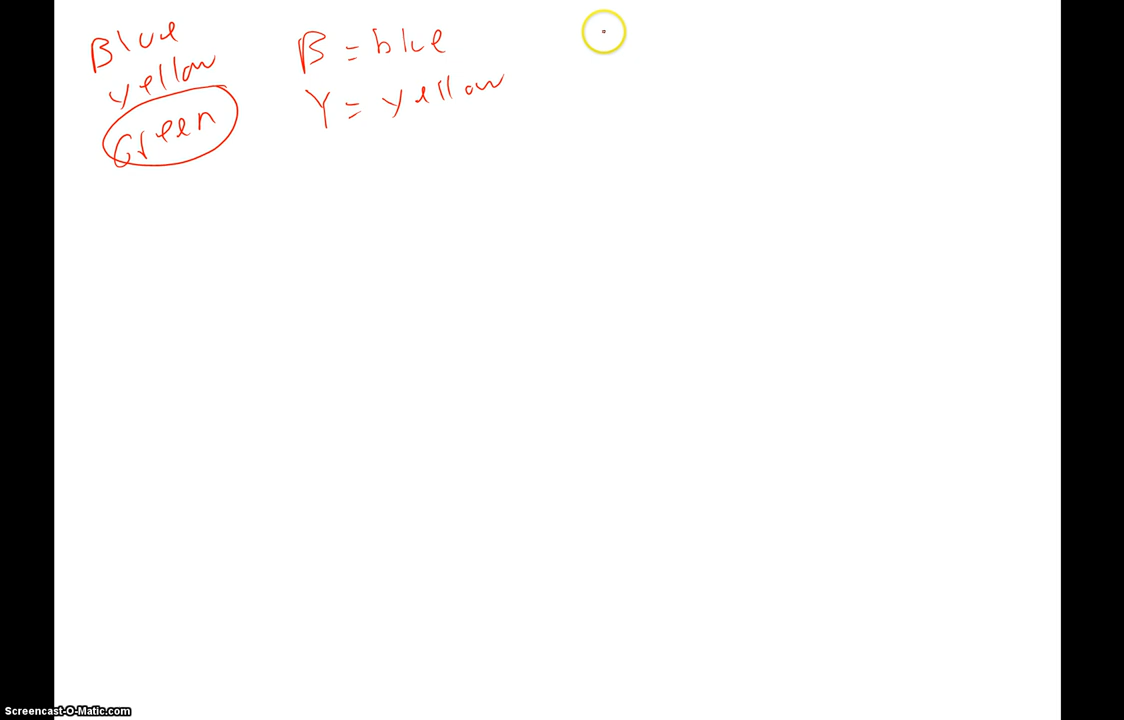 Blue
yellow
Green
B = blue
Y = yellow
Screencast-O-Matic.com